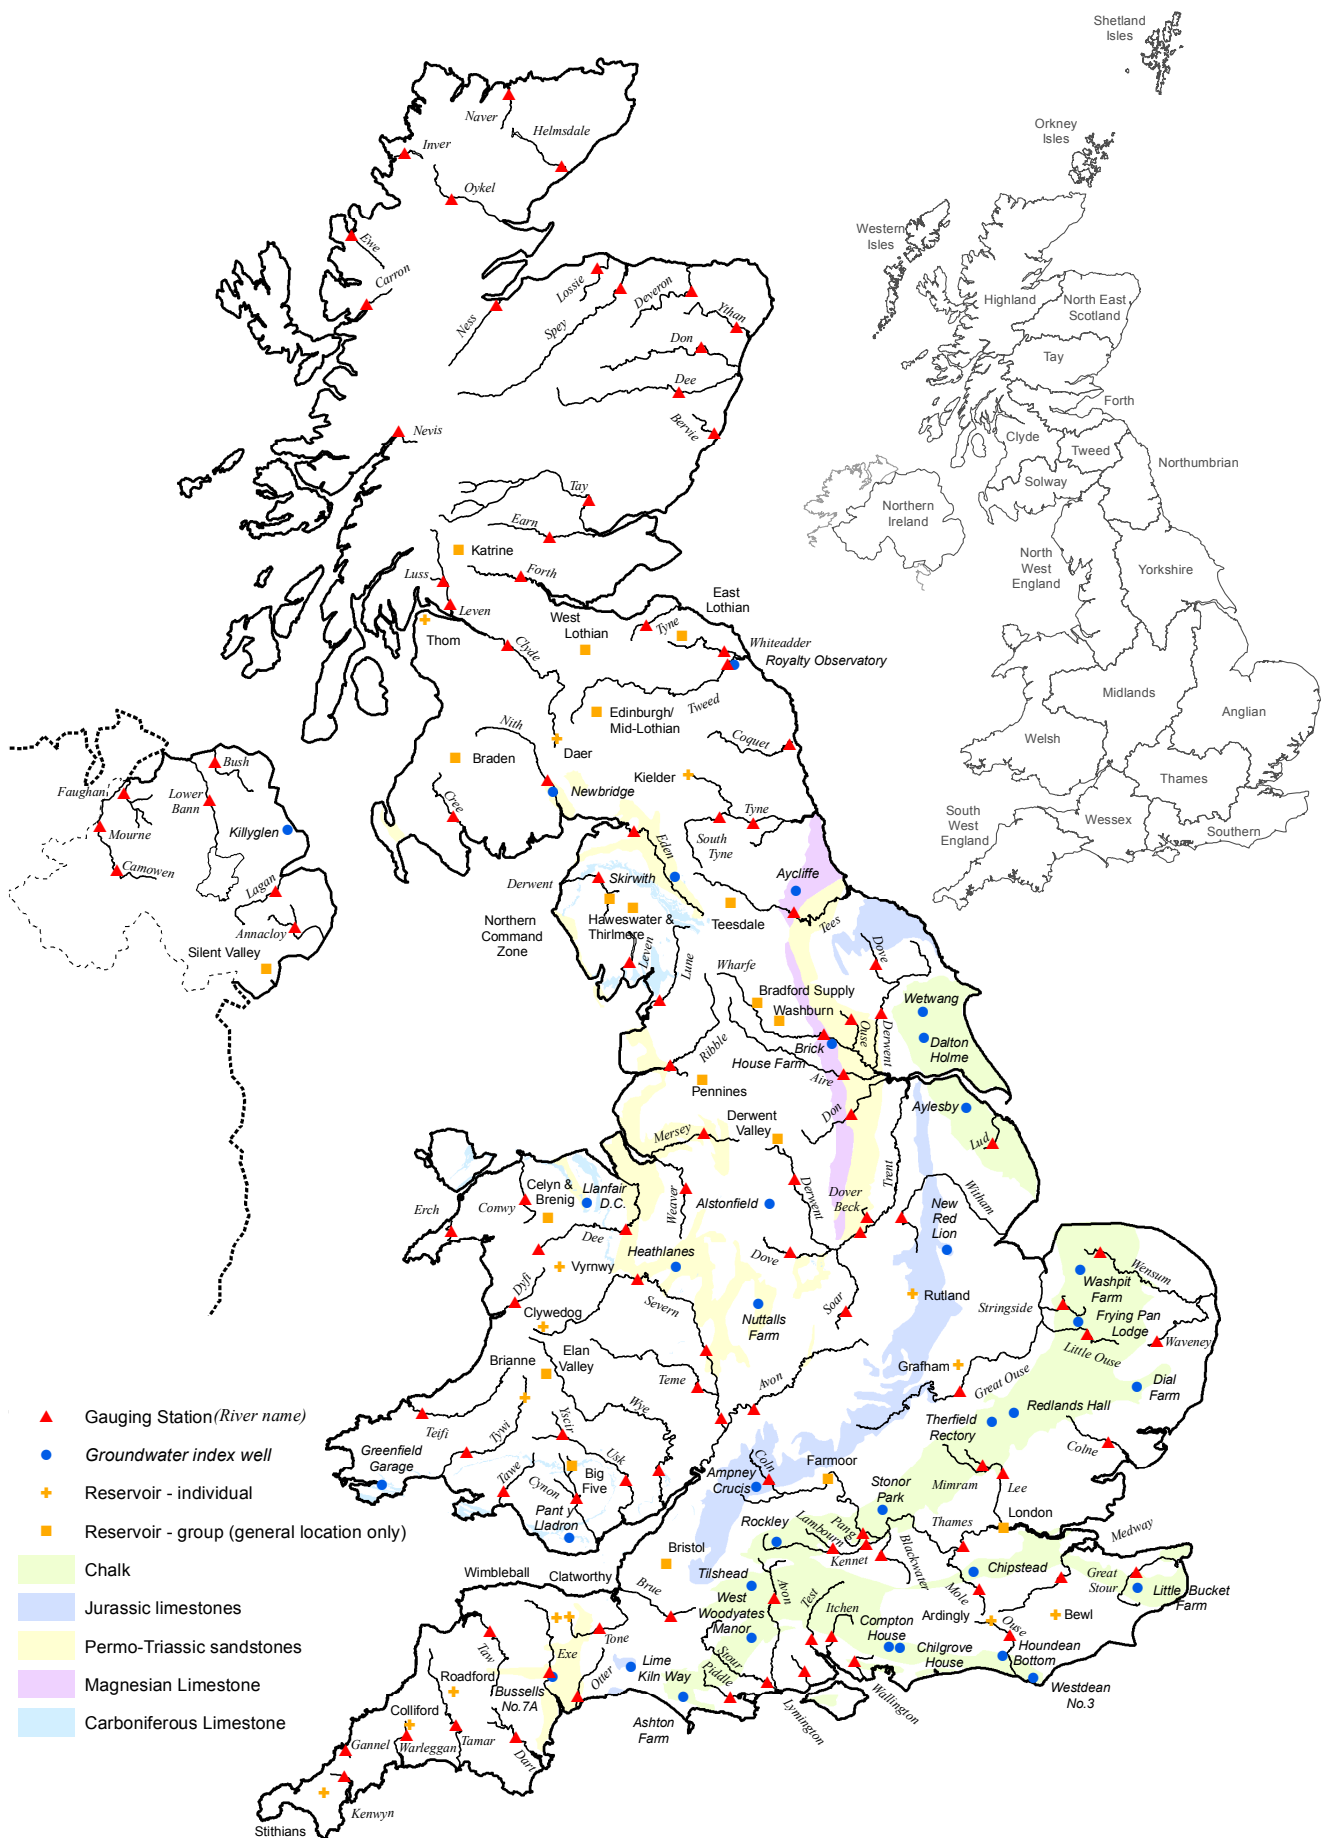 Shetland
Isles
Orkney
Isles
Western
Isles
Highland
North East
Scotland
Tay
Forth
Clyde
Tweed
Northumbrian
Solway
Northern
Ireland
North
West
England
Yorkshire
Midlands
Anglian
Welsh
Thames
South
West
England
Wessex
Southern
Naver
Helmsdale
Inver
Oykel
Ewe
Carron
Ness
Lossie
Spey
Deveron
Ythan
Don
Dee
Bervie
Nevis
Tay
Earn
Katrine
Luss
Forth
Leven
Thom
West
Lothian
East
Lothian
Tyne
Whiteadder
Royalty Observatory
Clyde
Edinburgh/
Mid-Lothian
Tweed
Nith
Daer
Braden
Coquet
Kielder
Newbridge
Cree
Tyne
South
Tyne
Eden
Bush
Faughan
Lower
Bann
Killyglen
Mourne
Camowen
Lagan
Annacloy
Silent Valley
Derwent
Skirwith
Aycliffe
Haweswater &
Thirlmere
Teesdale
Tees
Northern
Command
Zone
Leven
Lune
Dove
Wharfe
Bradford Supply
Washburn
Wetwang
Dalton
Holme
Ouse
Derwent
Ribble
Brick
House Farm
Aire
Pennines
Don
Aylesby
Lud
Derwent
Valley
Mersey
Trent
Celyn &
Brenig
Llanfair
D.C.
Weaver
Alstonfield
Derwent
Dover
Beck
New
Red
Lion
Witham
Erch
Conwy
Dee
Heathlanes
Dove
Vyrnwy
Dyfi
Severn
Washpit
Farm
Wensum
Clywedog
Nuttalls
Farm
Soar
Rutland
Stringside
Frying Pan
Lodge
Little Ouse
Waveney
Brianne
Elan
Valley
Teme
Avon
Grafham
Great Ouse
Dial
Farm
Redlands Hall
Therfield
Rectory
Wye
Teifi
Tywi
Yscir
Usk
Colne
Greenfield
Garage
Tawe
Cynon
Big
Five
Pant y
Lladron
Ampney
Crucis
Coln
Farmoor
Stonor
Park
Mimram
Lee
London
Rockley
Lambourn
Pang
Kennet
Thames
Blackwater
Medway
Bristol
Tilshead
Chipstead
Great
Stour
Little Bucket
Farm
Wimbleball
Clatworthy
Brue
West
Woodyates
Manor
Avon
Test
Itchen
Mole
Ardingly
Bewl
Compton
House
Chilgrove
House
Ouse
Houndean
Bottom
Westdean
No.3
Taw
Exe
Tone
Lime
Kiln Way
Stour
Piddle
Roadford
Bussells
No.7A
Otter
Ashton
Farm
Lymington
Wallington
Colliford
Gannel
Warleggan
Tamar
Dart
Kenwyn
Stithians
Gauging Station (River name)
Groundwater index well
Reservoir - individual
Reservoir - group (general location only)
Chalk
Jurassic limestones
Permo-Triassic sandstones
Magnesian Limestone
Carboniferous Limestone